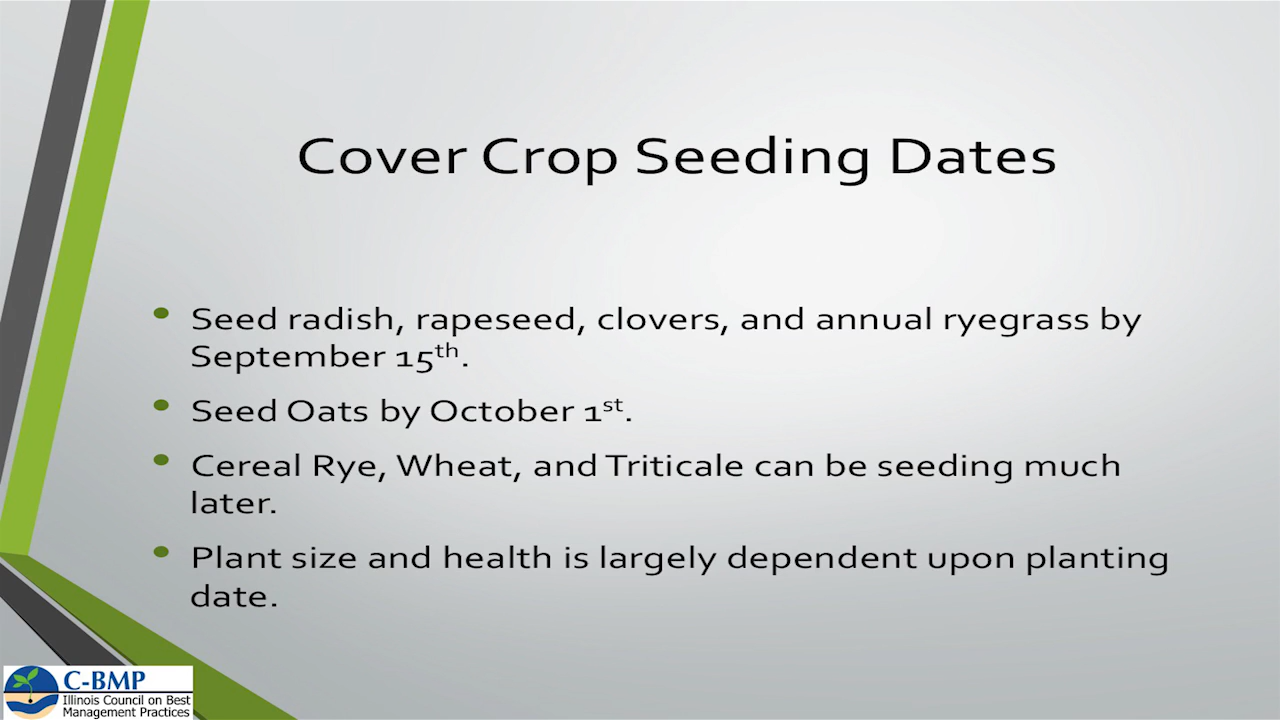 Cover Crop Seeding Dates
• Seed radish, rapeseed, clovers, and annual ryegrass by
September 15th.
• Seed Oats by October 1st.
• Cereal Rye, Wheat, and Triticale can be seeding much
later.
• Plant size and health is largely dependent upon planting
date.
C-BMP
Illinois Council on Best
Management Practices